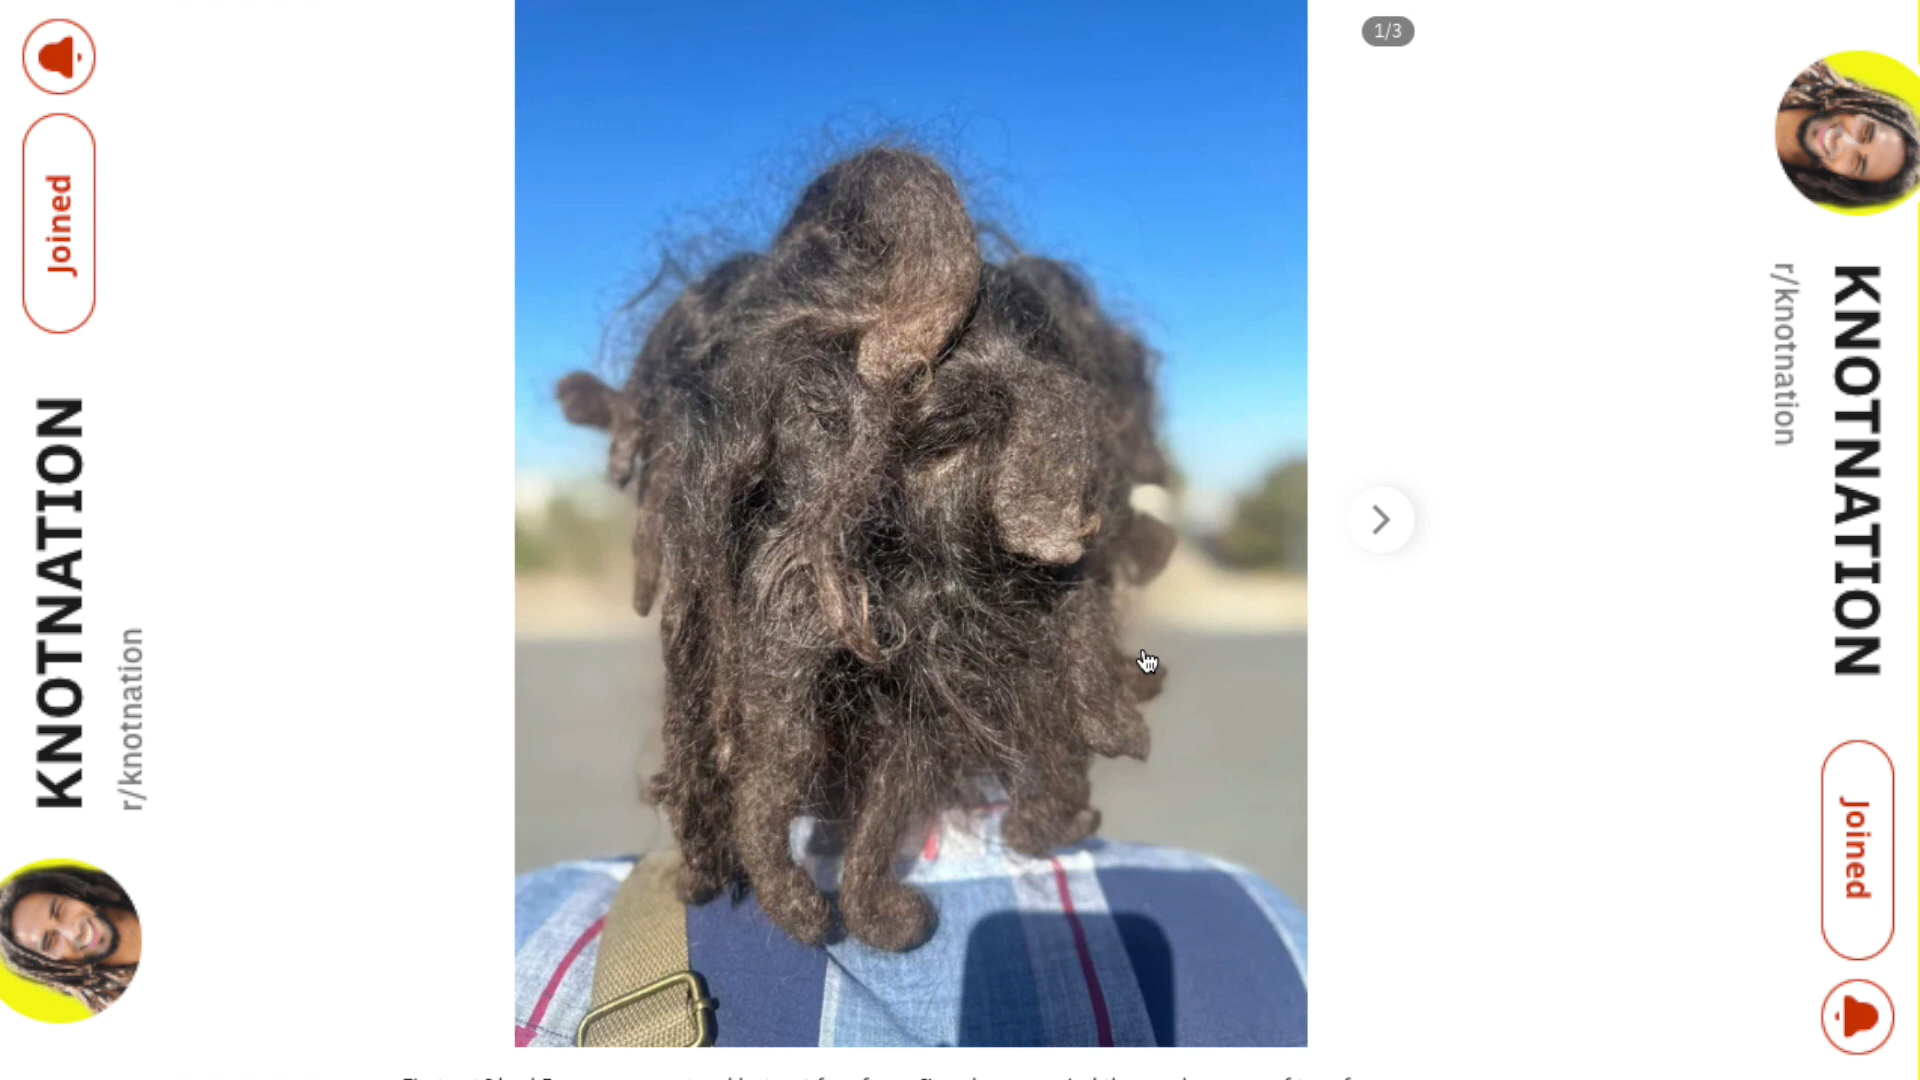 Joined
KNOTNATION
r/knotnation
1/3
KNOTNATION
r/knotnation
Joined